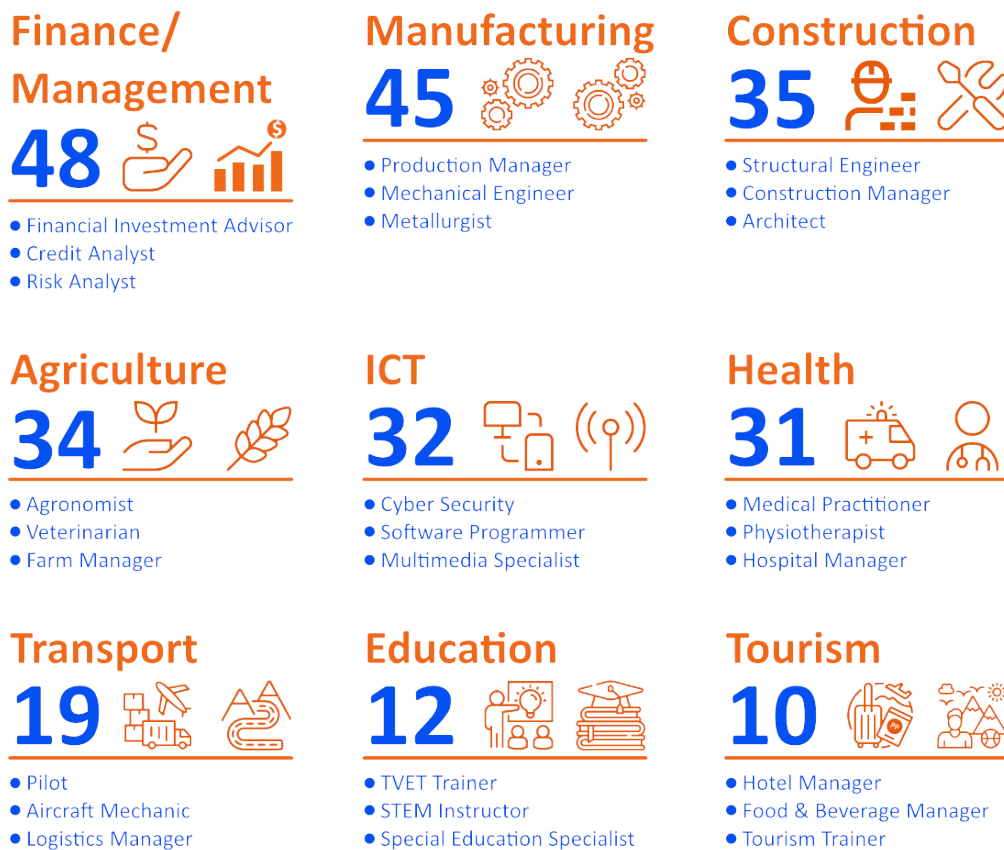 Finance/
Management
48
$
$
• Financial Investment Advisor
• Credit Analyst
• Risk Analyst
Manufacturing
45
• Production Manager
• Mechanical Engineer
• Metallurgist
Construction
35
• Structural Engineer
• Construction Manager
• Architect
Agriculture
34
• Agronomist
• Veterinarian
• Farm Manager
ICT
32
• Cyber Security
• Software Programmer
• Multimedia Specialist
Health
31
• Medical Practitioner
• Physiotherapist
• Hospital Manager
Transport
19
• Pilot
• Aircraft Mechanic
• Logistics Manager
Education
12
• TVET Trainer
• STEM Instructor
• Special Education Specialist
Tourism
10
PP
• Hotel Manager
• Food & Beverage Manager
• Tourism Trainer